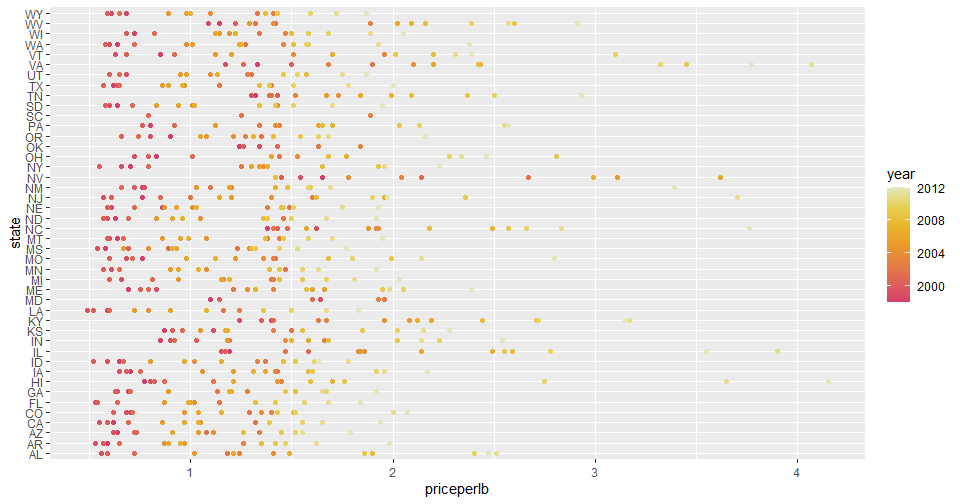 WY
WV
WI
WA
VT
VA
UT
TX
TN
SD
SC
PA
OR
OK
OH
NY
NV
NM
NJ
NE
ND
NC
MT
MS
MO
MN
MI
ME
MD
LA
KY
KS
IN
IL
ID
IA
HI
GA
FL
CO
CA
AZ
AR
AL
state
1 2 3 4
priceperlb
year
2012
2008
2004
2000